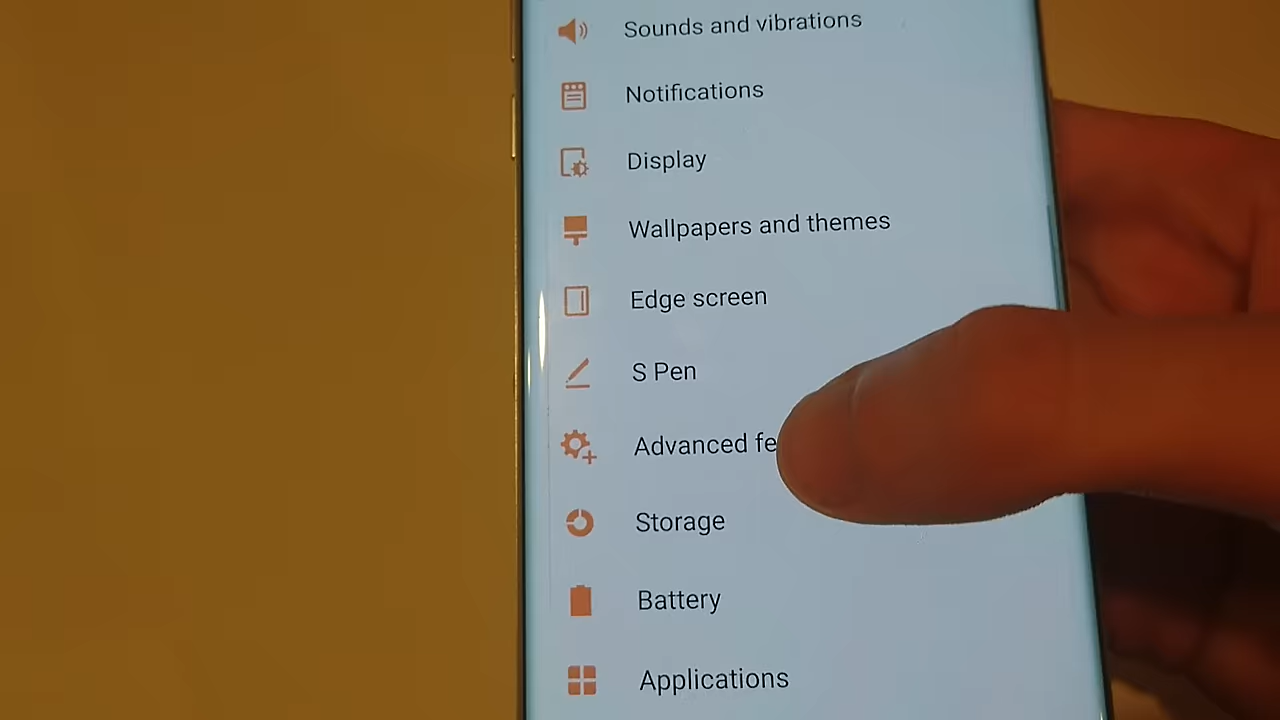 Sounds and vibrations
Notifications
Display
Wallpapers and themes
Edge screen
S Pen
Advanced fe
Storage
Battery
Applications